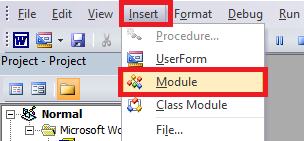 File Edit View Insert Format Debug Run
Procedure...
UserForm
Project - Project
Module
Class Module
Normal
File...
Microsoft Wo